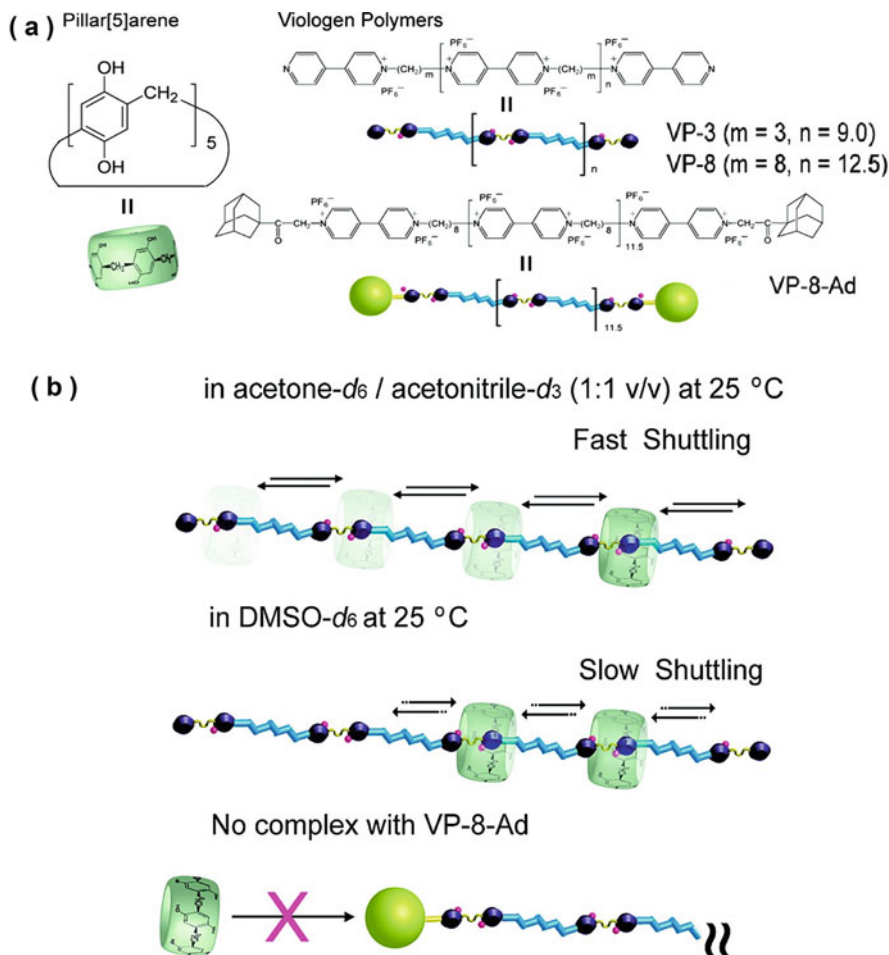 ( a ) Pillar[5]arene
Viologen Polymers
OH
CH2
5
OH
II
PF6−
PF6−
N
N+
(CH2)
m
N+
N+
(CH2)
m
n
N+
N
PF6−
PF6−
II
n
VP-3 (m = 3, n = 9.0)
VP-8 (m = 8, n = 12.5)
PF6−
PF6−
PF6−
C
O
CH2
N+
N+
(CH2)8
N+
N+
(CH2)8
11.5
N+
N+
CH2
C
O
PF6−
PF6−
PF6−
II
VP-8-Ad
11.5
( b )
in acetone-d6 / acetonitrile-d3 (1:1 v/v) at 25 °C
Fast Shuttling
in DMSO-d6 at 25 °C
Slow Shuttling
No complex with VP-8-Ad
X